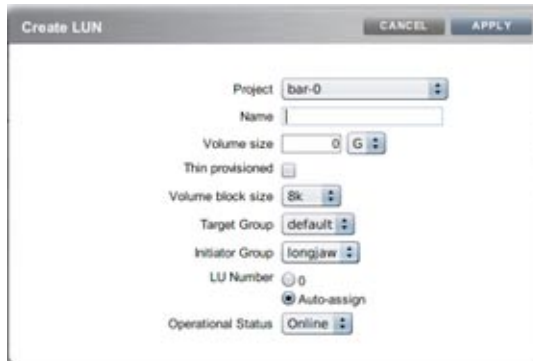 Create LUN CANCEL APPLY
Project bar-0
Name
Volume size 0 G
Thin provisioned
Volume block size 8k
Target Group default
Initiator Group longjaw
LU Number 0
Auto-assign
Operational Status Online